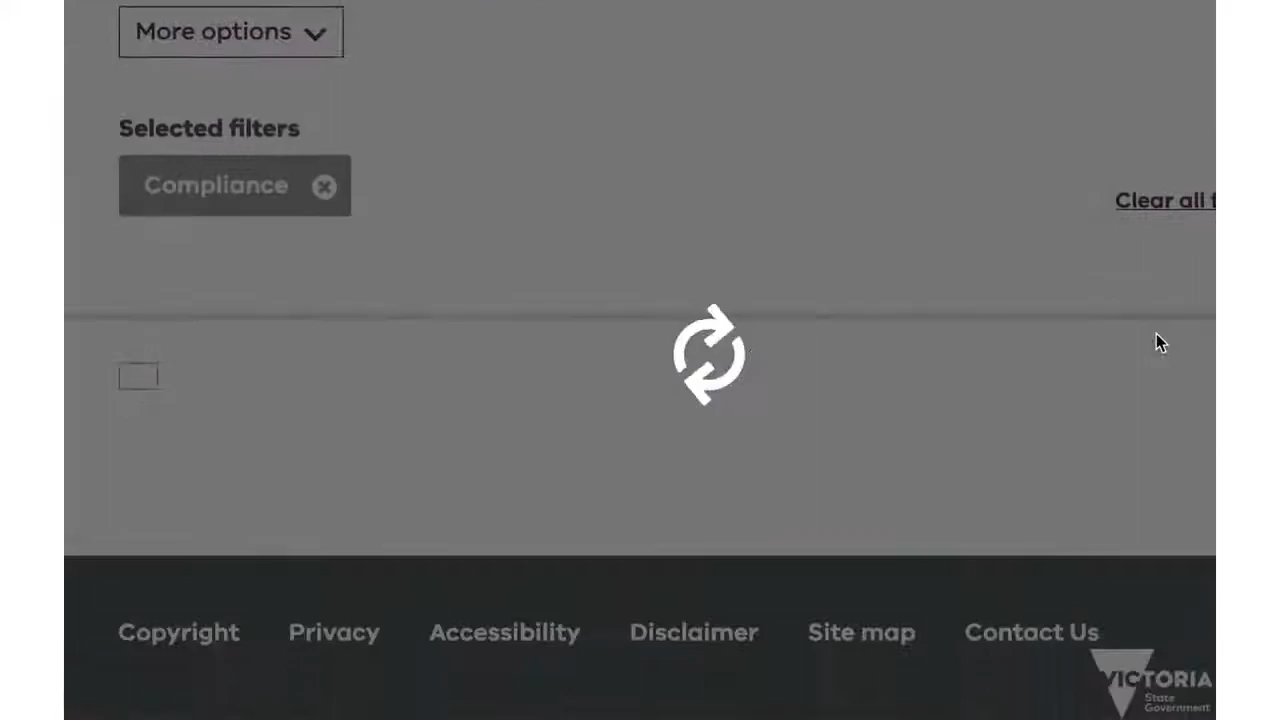 More options
Selected filters
Compliance
Clear all
Copyright Privacy Accessibility Disclaimer Site map Contact Us
VICTORIA
State
Government